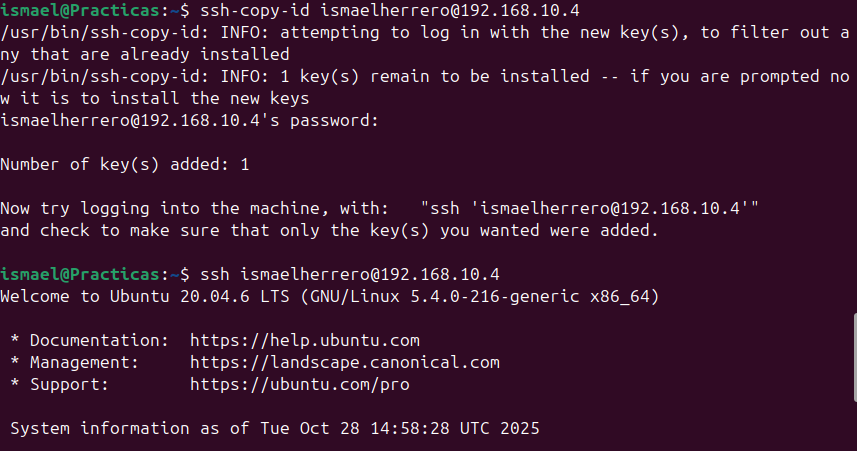 ismael@Practicas:~$ ssh-copy-id ismaelherrero@192.168.10.4
/usr/bin/ssh-copy-id: INFO: attempting to log in with the new key(s), to filter out a
ny that are already installed
/usr/bin/ssh-copy-id: INFO: 1 key(s) remain to be installed -- if you are prompted no
w it is to install the new keys
ismaelherrero@192.168.10.4's password:
Number of key(s) added: 1
Now try logging into the machine, with:   "ssh 'ismaelherrero@192.168.10.4'"
and check to make sure that only the key(s) you wanted were added.
ismael@Practicas:~$ ssh ismaelherrero@192.168.10.4
Welcome to Ubuntu 20.04.6 LTS (GNU/Linux 5.4.0-216-generic x86_64)
 * Documentation:  https://help.ubuntu.com
 * Management:     https://landscape.canonical.com
 * Support:        https://ubuntu.com/pro
 System information as of Tue Oct 28 14:58:28 UTC 2025